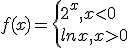 f(x)={2^x, x<0
lnx, x>0